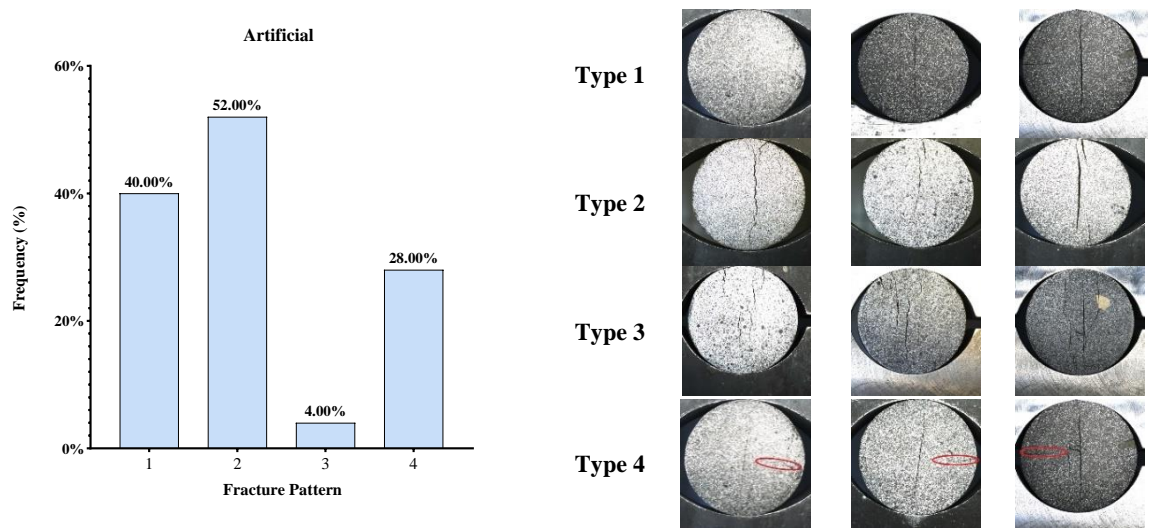 Artificial
60%
52.00%
40.00%
40%
28.00%
20%
4.00%
0%
1 2 3 4
Frequency (%)
Fracture Pattern
Type 1
Type 2
Type 3
Type 4